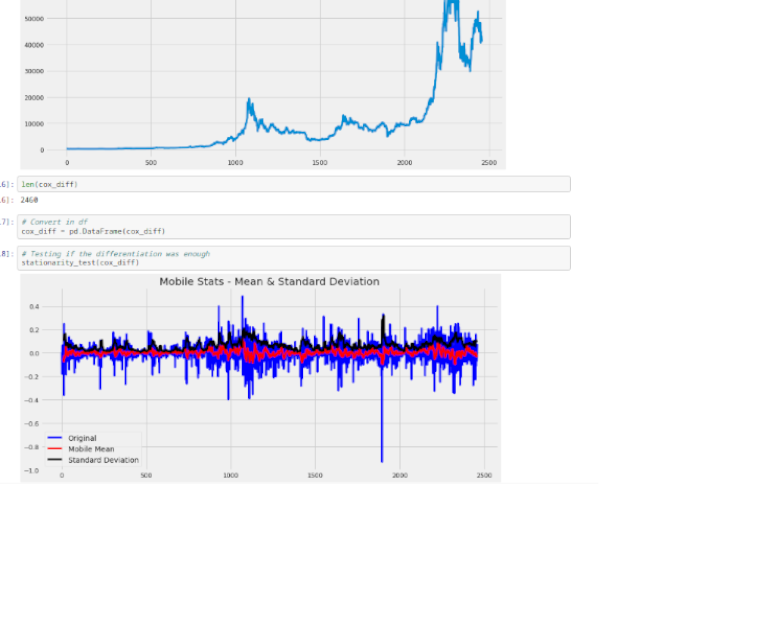 50000
40000
30000
20000
10000
0
0 500 1000 1500 2000 2500
6]: len(cox_diff)
6]: 2460
7]: # Convert in df
cox_diff = pd.DataFrame(cox_diff)
8]: # Testing if the differentiation was enough
stationarity_test(cox_diff)
Mobile Stats - Mean & Standard Deviation
0.4
0.2
0.0
−0.2
−0.4
−0.6
−0.8
−1.0
Original
Mobile Mean
Standard Deviation
0 500 1000 1500 2000 2500